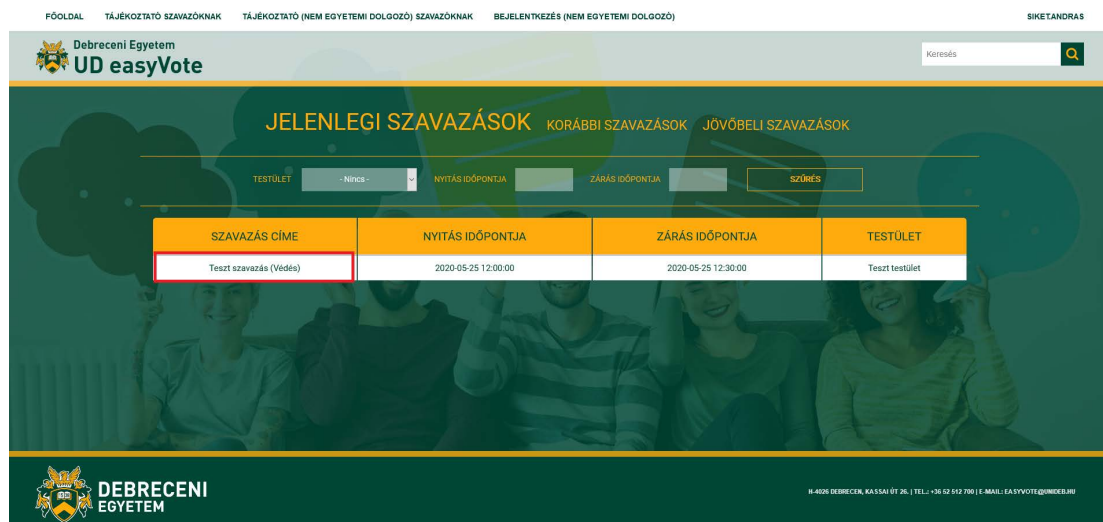 FŐOLDAL TÁJÉKOZTATÓ SZAVAZÓKNAK TÁJÉKOZTATÓ (NEM EGYETEMI DOLGOZÓ) SZAVAZÓKNAK BEJELENTKEZÉS (NEM EGYETEMI DOLGOZÓ) SIKET.ANDRAS
Debreceni Egyetem
UD easyVote
Keresés
JELENLEGI SZAVAZÁSOK KORÁBBI SZAVAZÁSOK JÖVŐBELI SZAVAZÁSOK
TESTÜLET - Nincs - NYITÁS IDŐPONTJA ZÁRÁS IDŐPONTJA SZŰRÉS
SZAVAZÁS CÍME NYITÁS IDŐPONTJA ZÁRÁS IDŐPONTJA TESTÜLET
Teszt szavazás (Védés) 2020-05-25 12:00:00 2020-05-25 12:30:00 Teszt testület
DEBRECENI
EGYETEM
H-4026 DEBRECEN, KASSAI ÚT 26. | TEL.: +36 52 512 700 | E-MAIL: EASYVOTE@UNIDEB.HU